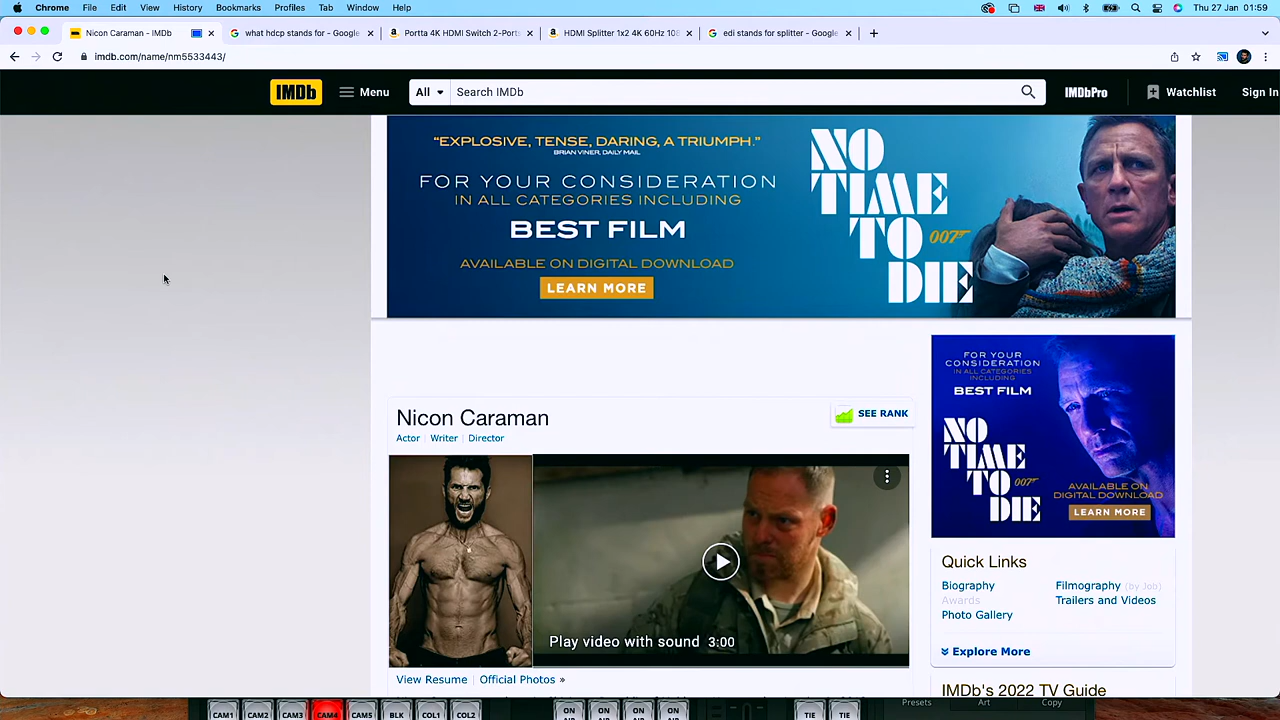 Chrome File Edit View History Bookmarks Profiles Tab Window Help Thu 27 Jan 01:59
Nicon Caraman - IMDb what hdcp stands for - Google Portta 4K HDMI Switch 2-Ports HDMI Splitter 1x2 4K 60Hz 108 edi stands for splitter - Google
imdb.com/name/nm5533443/
IMDb Menu All Search IMDb IMDbPro Watchlist Sign In
“EXPLOSIVE, TENSE, DARING, A TRIUMPH.”
BRIAN VINER, DAILY MAIL
FOR YOUR CONSIDERATION
IN ALL CATEGORIES INCLUDING
BEST FILM
AVAILABLE ON DIGITAL DOWNLOAD
LEARN MORE
NO
TIME
TO 007
DIE
FOR YOUR
CONSIDERATION
IN ALL CATEGORIES
INCLUDING
BEST FILM
NO
TIME
TO 007
DIE
AVAILABLE ON
DIGITAL DOWNLOAD
LEARN MORE
Nicon Caraman
SEE RANK
Actor Writer Director
Play video with sound 3:00
View Resume Official Photos »
Quick Links
Biography Filmography (by Job)
Awards Trailers and Videos
Photo Gallery
Explore More
IMDb's 2022 TV Guide
Presets Art Copy
CAM1 CAM2 CAM3 CAM4 CAM5 BLK COL1 COL2 ON AIR ON AIR ON AIR ON AIR TIE TIE